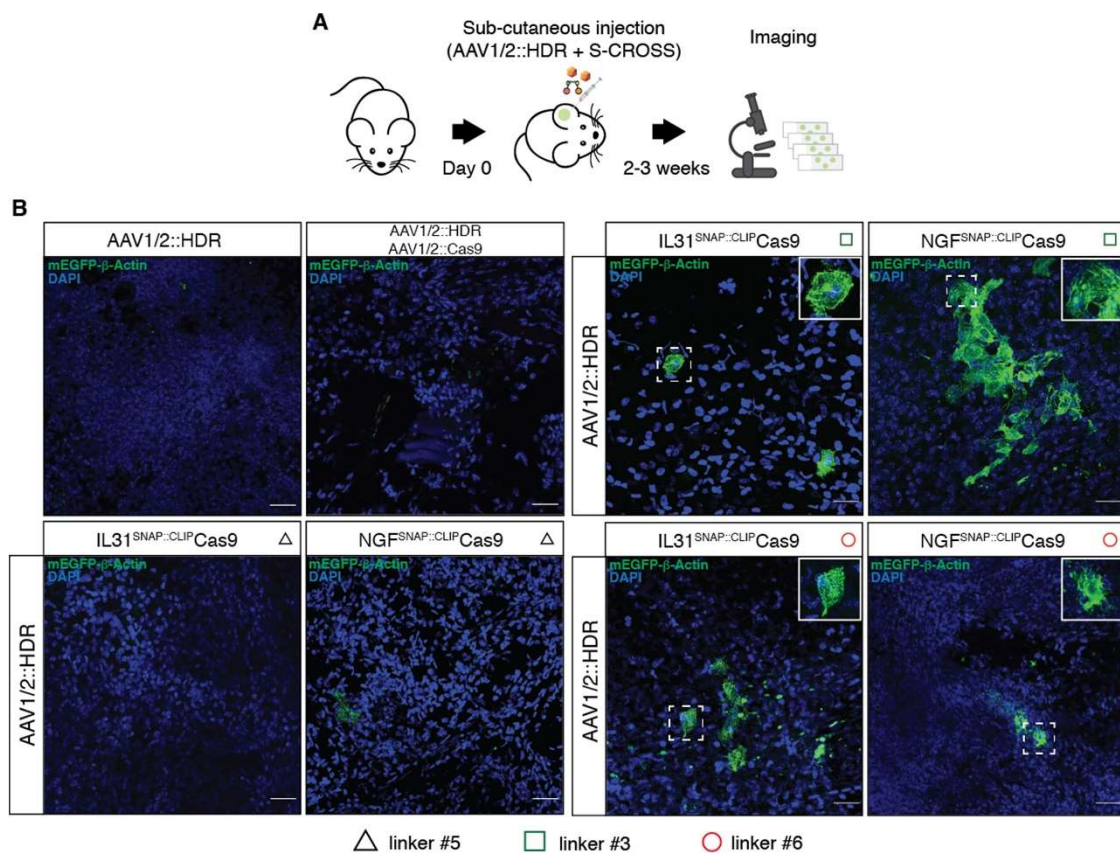 A
Sub-cutaneous injection
(AAV1/2::HDR + S-CROSS)
Imaging
Day 0
2-3 weeks
B
AAV1/2::HDR
mEGFP-β-Actin
DAPI
AAV1/2::HDR
AAV1/2::Cas9
mEGFP-β-Actin
DAPI
AAV1/2::HDR
IL31SNAP::CLIPCas9
mEGFP-β-Actin
DAPI
NGFSNAP::CLIPCas9
mEGFP-β-Actin
DAPI
AAV1/2::HDR
IL31SNAP::CLIPCas9
mEGFP-β-Actin
DAPI
NGFSNAP::CLIPCas9
mEGFP-β-Actin
DAPI
AAV1/2::HDR
IL31SNAP::CLIPCas9
mEGFP-β-Actin
DAPI
NGFSNAP::CLIPCas9
mEGFP-β-Actin
DAPI
linker #5
linker #3
linker #6